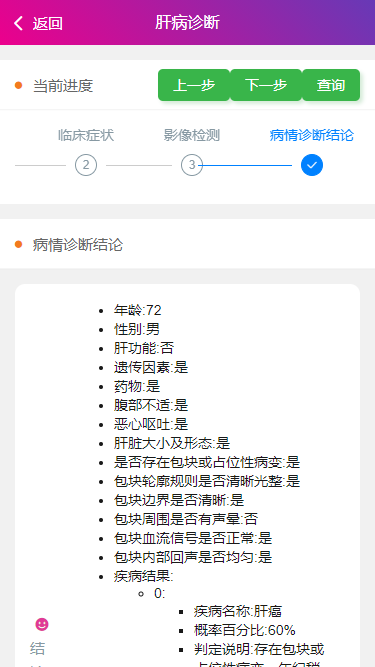 返回
肝病诊断
当前进度
上一步
下一步
查询
临床症状
影像检测
病情诊断结论
2
3
病情诊断结论
年龄:72
性别:男
肝功能:否
遗传因素:是
药物:是
腹部不适:是
恶心呕吐:是
肝脏大小及形态:是
是否存在包块或占位性病变:是
包块轮廓规则是否清晰光整:是
包块边界是否清晰:是
包块周围是否有声晕:否
包块血流信号是否正常:是
包块内部回声是否均匀:是
疾病结果:
0:
疾病名称:肝癌
概率百分比:60%
判定说明:存在包块或
结